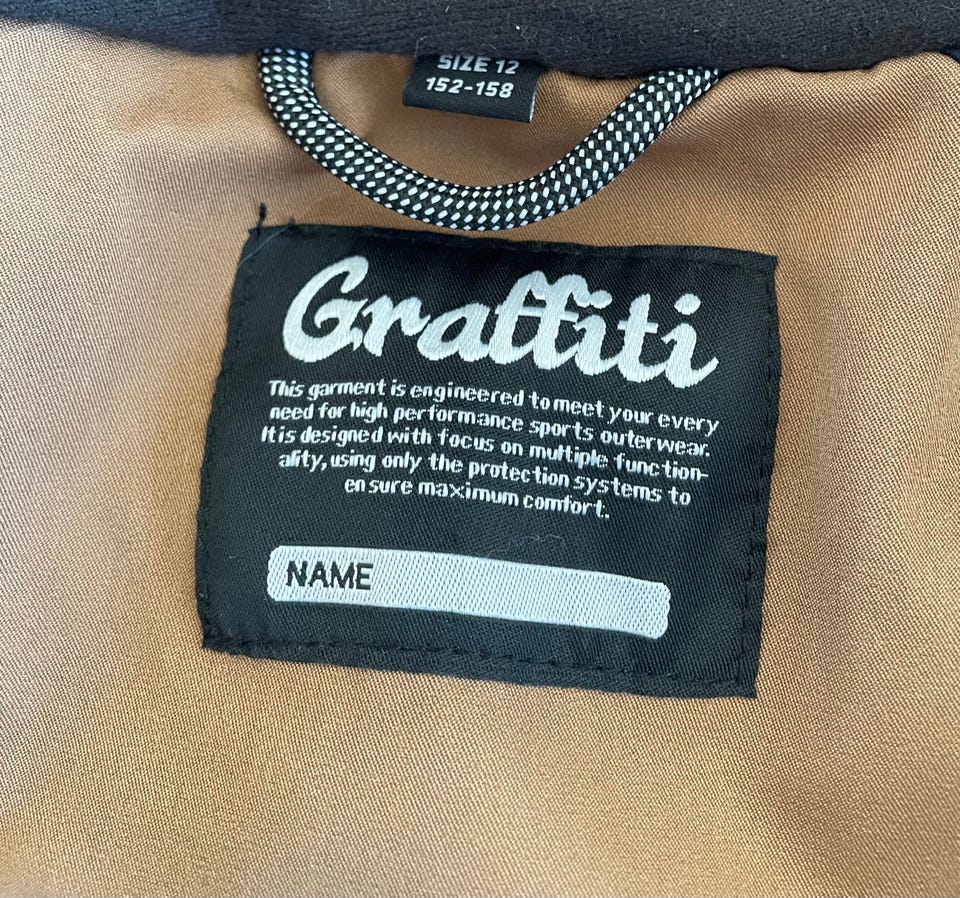 SIZE 12
152-158
Graffiti
This garment is engineered to meet your every
need for high performance sports outerwear.
It is designed with focus on multiple function-
ality, using only the protection systems to
ensure maximum comfort.
NAME